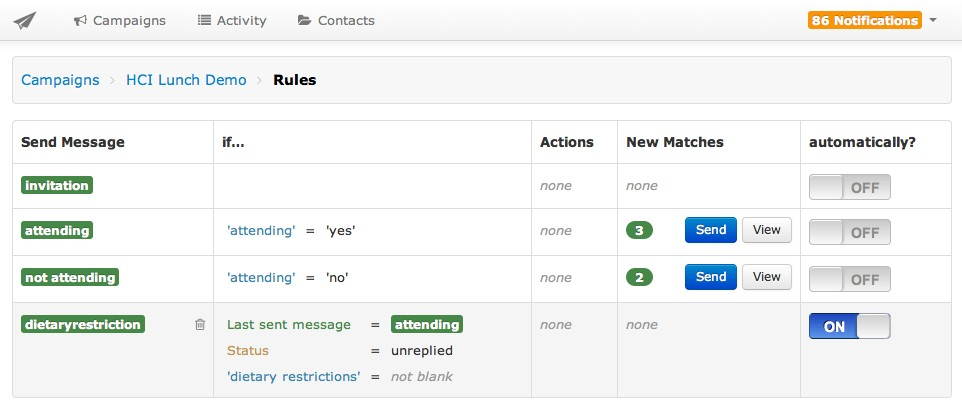 Campaigns Activity Contacts 86 Notifications
Campaigns > HCI Lunch Demo > Rules
Send Message if... Actions New Matches automatically?
invitation none none OFF
attending 'attending' = 'yes' none 3 Send View OFF
not attending 'attending' = 'no' none 2 Send View OFF
dietaryrestriction Last sent message = attending none none ON
Status = unreplied
'dietary restrictions' = not blank